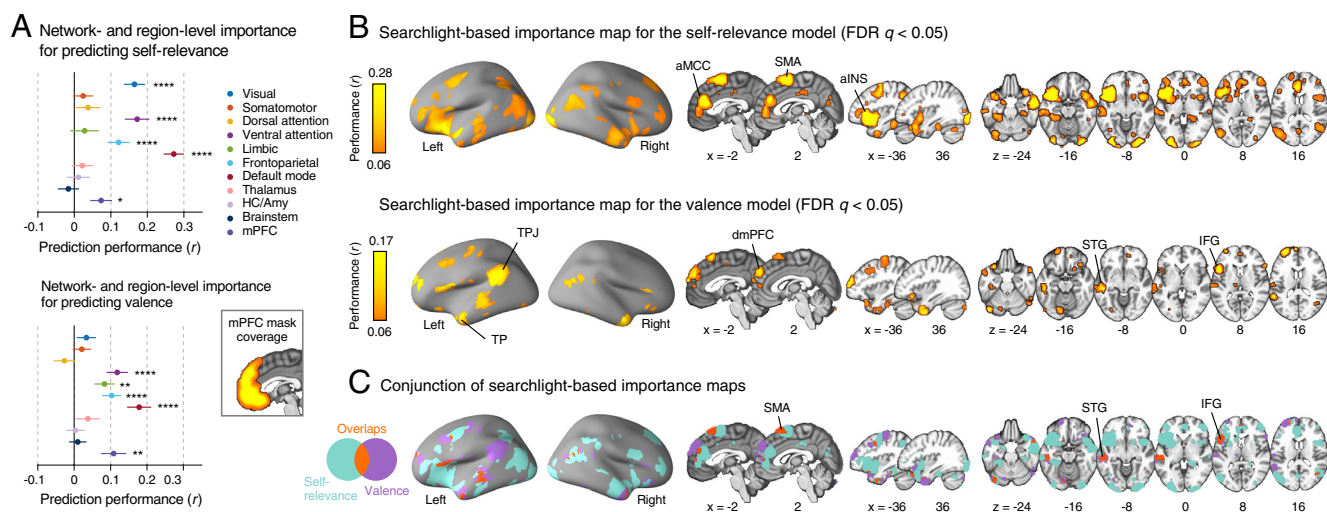 A
Network- and region-level importance
for predicting self-relevance
****
****
****
****
*
-0.1 0 0.1 0.2 0.3
Prediction performance (r)
Visual
Somatomotor
Dorsal attention
Ventral attention
Limbic
Frontoparietal
Default mode
Thalamus
HC/Amy
Brainstem
mPFC
Network- and region-level importance
for predicting valence
****
**
****
****
**
-0.1 0 0.1 0.2 0.3
Prediction performance (r)
mPFC mask
coverage
B
Searchlight-based importance map for the self-relevance model (FDR q < 0.05)
0.28
Performance (r)
0.06
Left
Right
aMCC
SMA
aINS
x = -2 2 -36 36 z = -24 -16 -8 0 8 16
Searchlight-based importance map for the valence model (FDR q < 0.05)
0.17
Performance (r)
0.06
TPJ
TP
Left
Right
dmPFC
STG
IFG
x = -2 2 -36 36 z = -24 -16 -8 0 8 16
C
Conjunction of searchlight-based importance maps
Overlaps
Self-
relevance
Valence
Left
Right
SMA
STG
IFG
x = -2 2 -36 36 z = -24 -16 -8 0 8 16